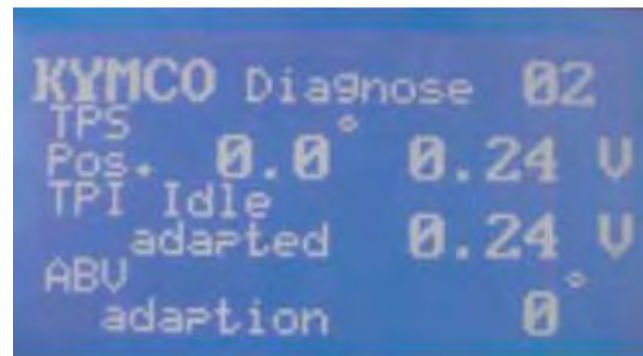 KYMCO Diagnose 02
TPS
Pos. 0.0° 0.24 V
TPI Idle
adapted 0.24 V
ABV
adaption 0°